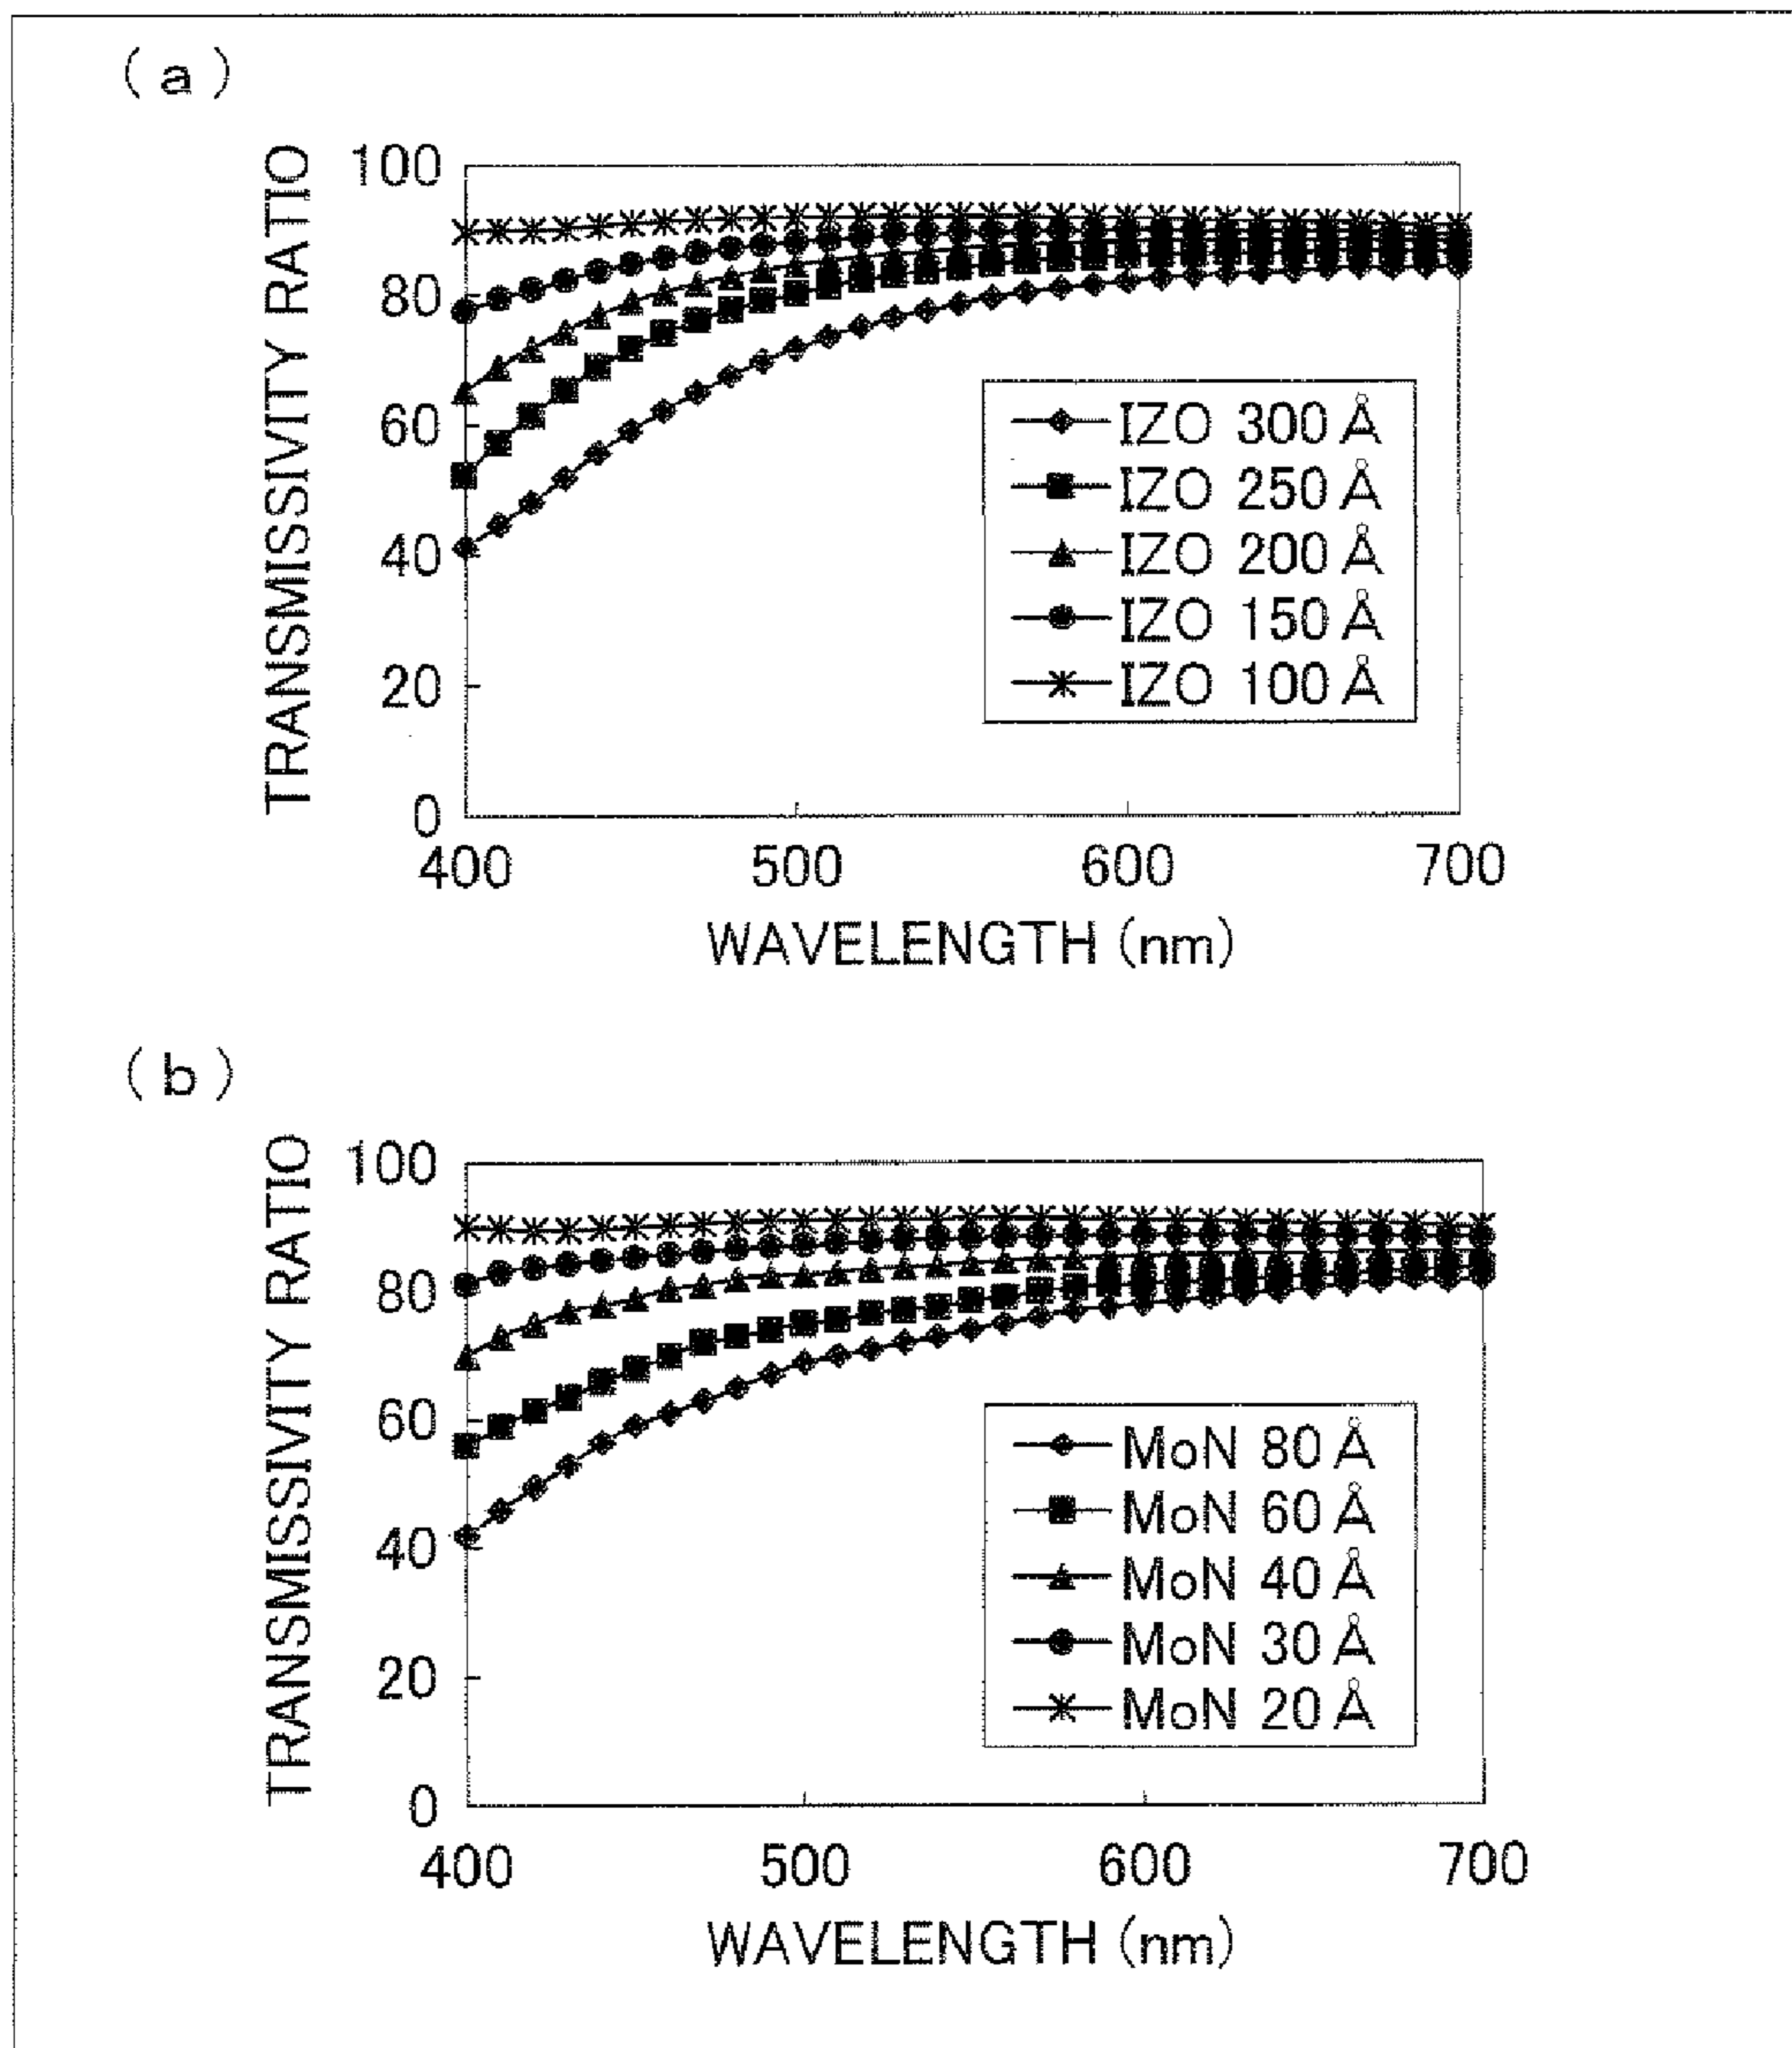 (a)
TRANSMISSIVITY RATIO
100
80
60
40
20
0
400 500 600 700
WAVELENGTH (nm)
IZO 300 Å
IZO 250 Å
IZO 200 Å
IZO 150 Å
IZO 100 Å
(b)
TRANSMISSIVITY RATIO
100
80
60
40
20
0
400 500 600 700
WAVELENGTH (nm)
MoN 80 Å
MoN 60 Å
MoN 40 Å
MoN 30 Å
MoN 20 Å